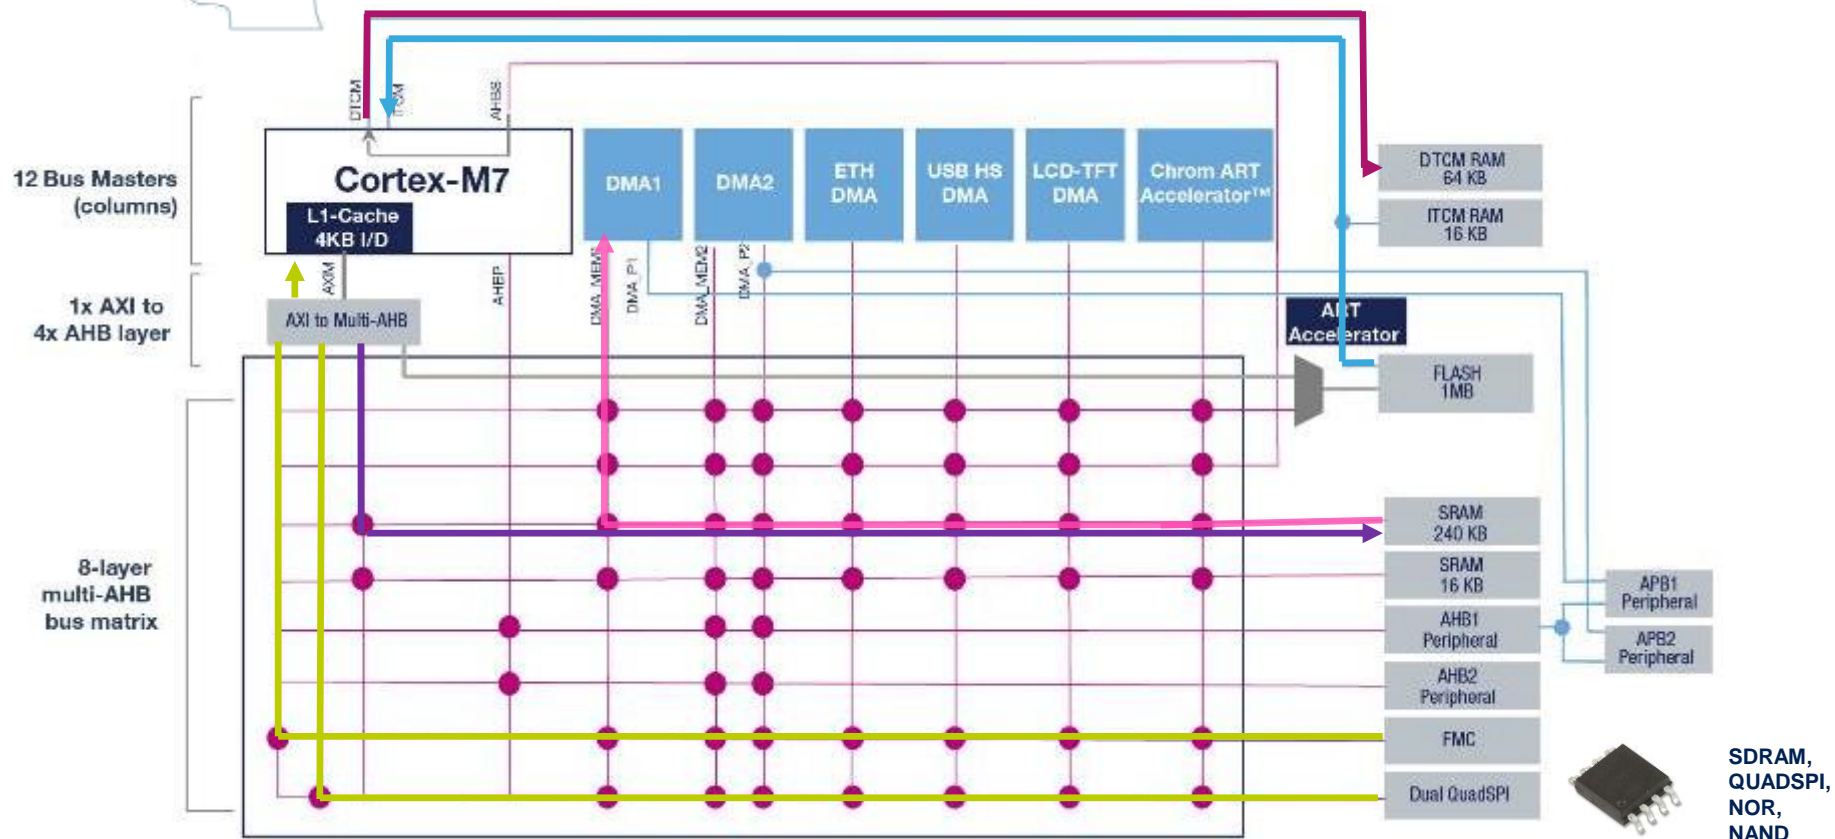 DTCM
ITCM
AHBS
12 Bus Masters
(columns)
Cortex-M7
L1-Cache
4KB I/D
DMA1
DMA2
ETH
DMA
USB HS
DMA
LCD-TFT
DMA
Chrom ART
Accelerator™
DTCM RAM
64 KB
ITCM RAM
16 KB
AXIM
AHBP
DMA_P1
DMA_MEM2
DMA_P2
1x AXI to
4x AHB layer
AXI to Multi-AHB
ART
Accelerator
FLASH
1MB
8-layer
multi-AHB
bus matrix
SRAM
240 KB
SRAM
16 KB
AHB1
Peripheral
AHB2
Peripheral
FMC
Dual QuadSPI
APB1
Peripheral
APB2
Peripheral
SDRAM,
QUADSPI,
NOR,
NAND